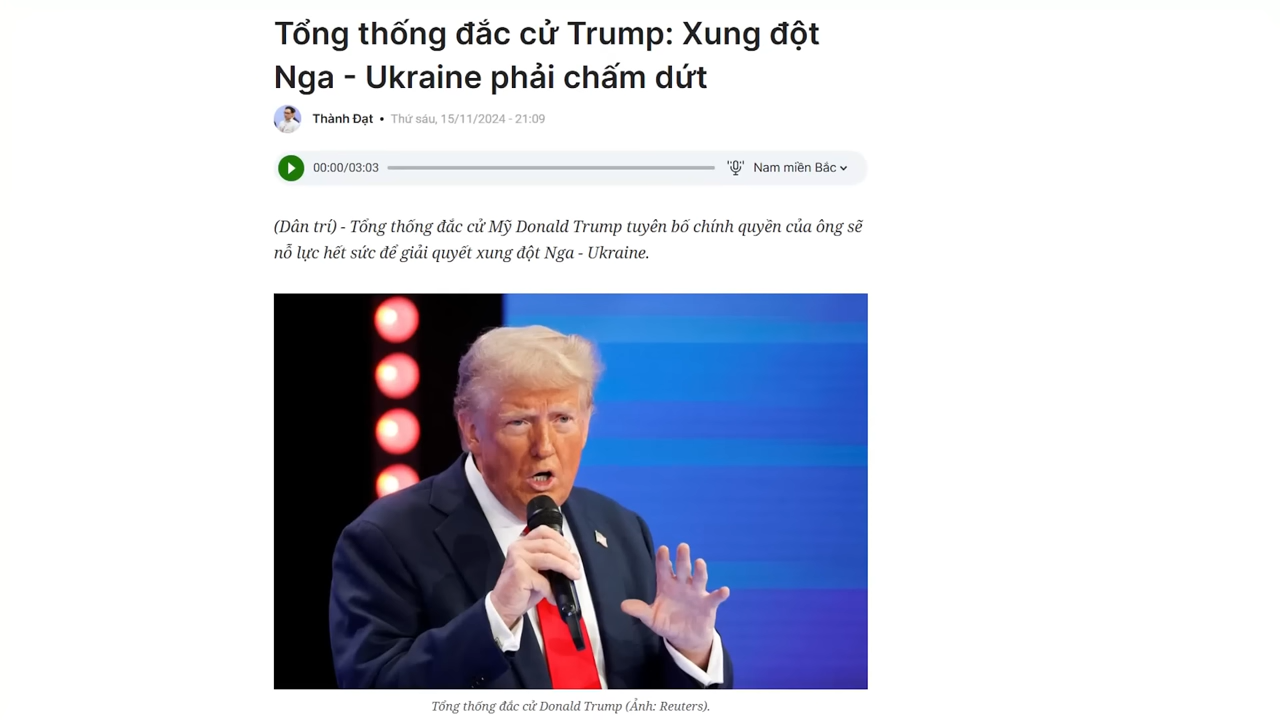 Tổng thống đắc cử Trump: Xung đột
Nga - Ukraine phải chấm dứt
Thành Đạt • Thứ sáu, 15/11/2024 - 21:09
00:00/03:03 Nam miền Bắc
(Dân trí) - Tổng thống đắc cử Mỹ Donald Trump tuyên bố chính quyền của ông sẽ
nỗ lực hết sức để giải quyết xung đột Nga - Ukraine.
Tổng thống đắc cử Donald Trump (Ảnh: Reuters).